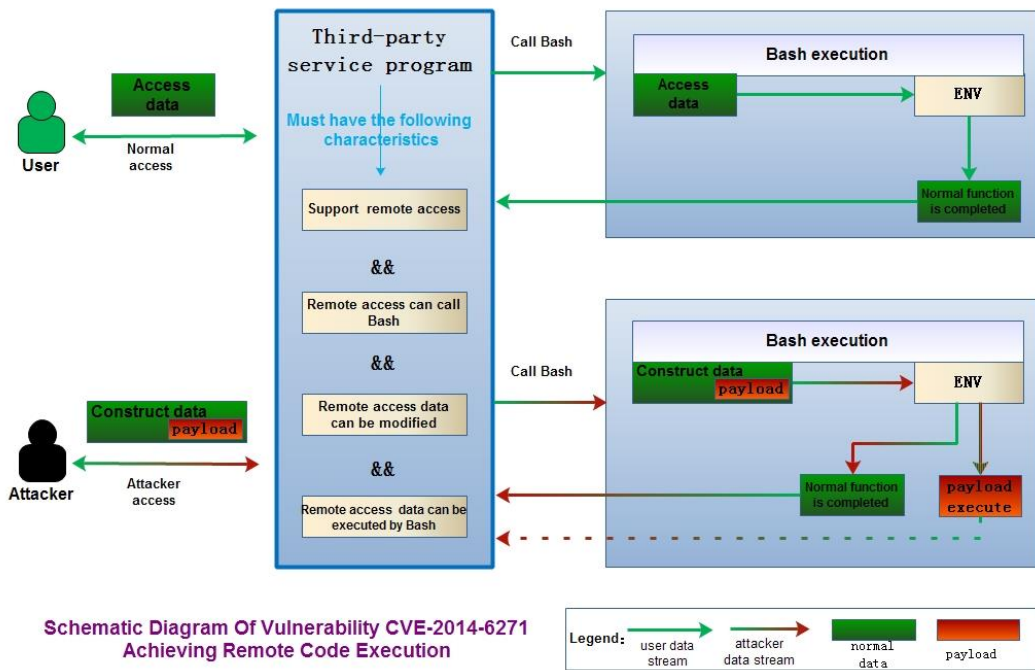 Third-party
service program
Must have the following
characteristics
Support remote access
&&
Remote access can call
Bash
&&
Remote access data
can be modified
&&
Remote access data can be
executed by Bash
Access
data
Normal
access
User
Construct data
payload
Attacker
access
Attacker
Call Bash
Bash execution
Access
data
ENV
Normal function
is completed
Call Bash
Bash execution
Construct data
payload
ENV
Normal function
is completed
payload
execute
Schematic Diagram Of Vulnerability CVE-2014-6271
Achieving Remote Code Execution
Legend:
user data
stream
attacker
data stream
normal
data
payload